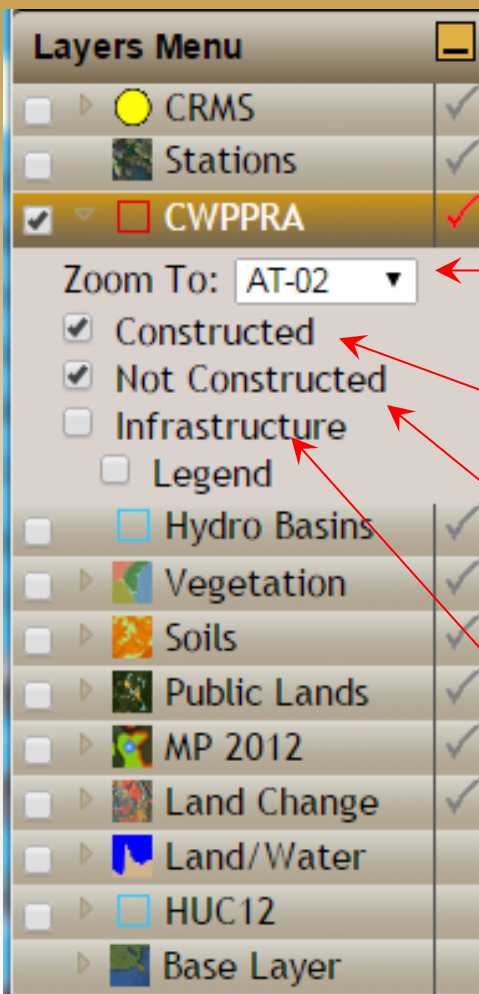 Layers Menu
CRMS
Stations
CWPPRA
Zoom To: AT-02
Constructed
Not Constructed
Infrastructure
Legend
Hydro Basins
Vegetation
Soils
Public Lands
MP 2012
Land Change
Land/Water
HUC12
Base Layer